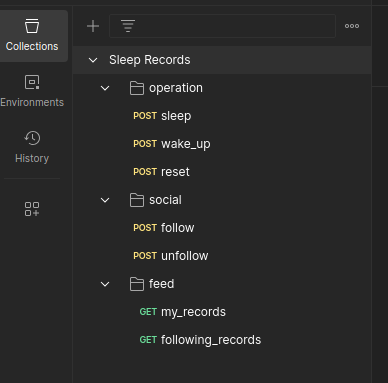 Collections
Environments
History
Sleep Records
operation
POST sleep
POST wake_up
POST reset
social
POST follow
POST unfollow
feed
GET my_records
GET following_records